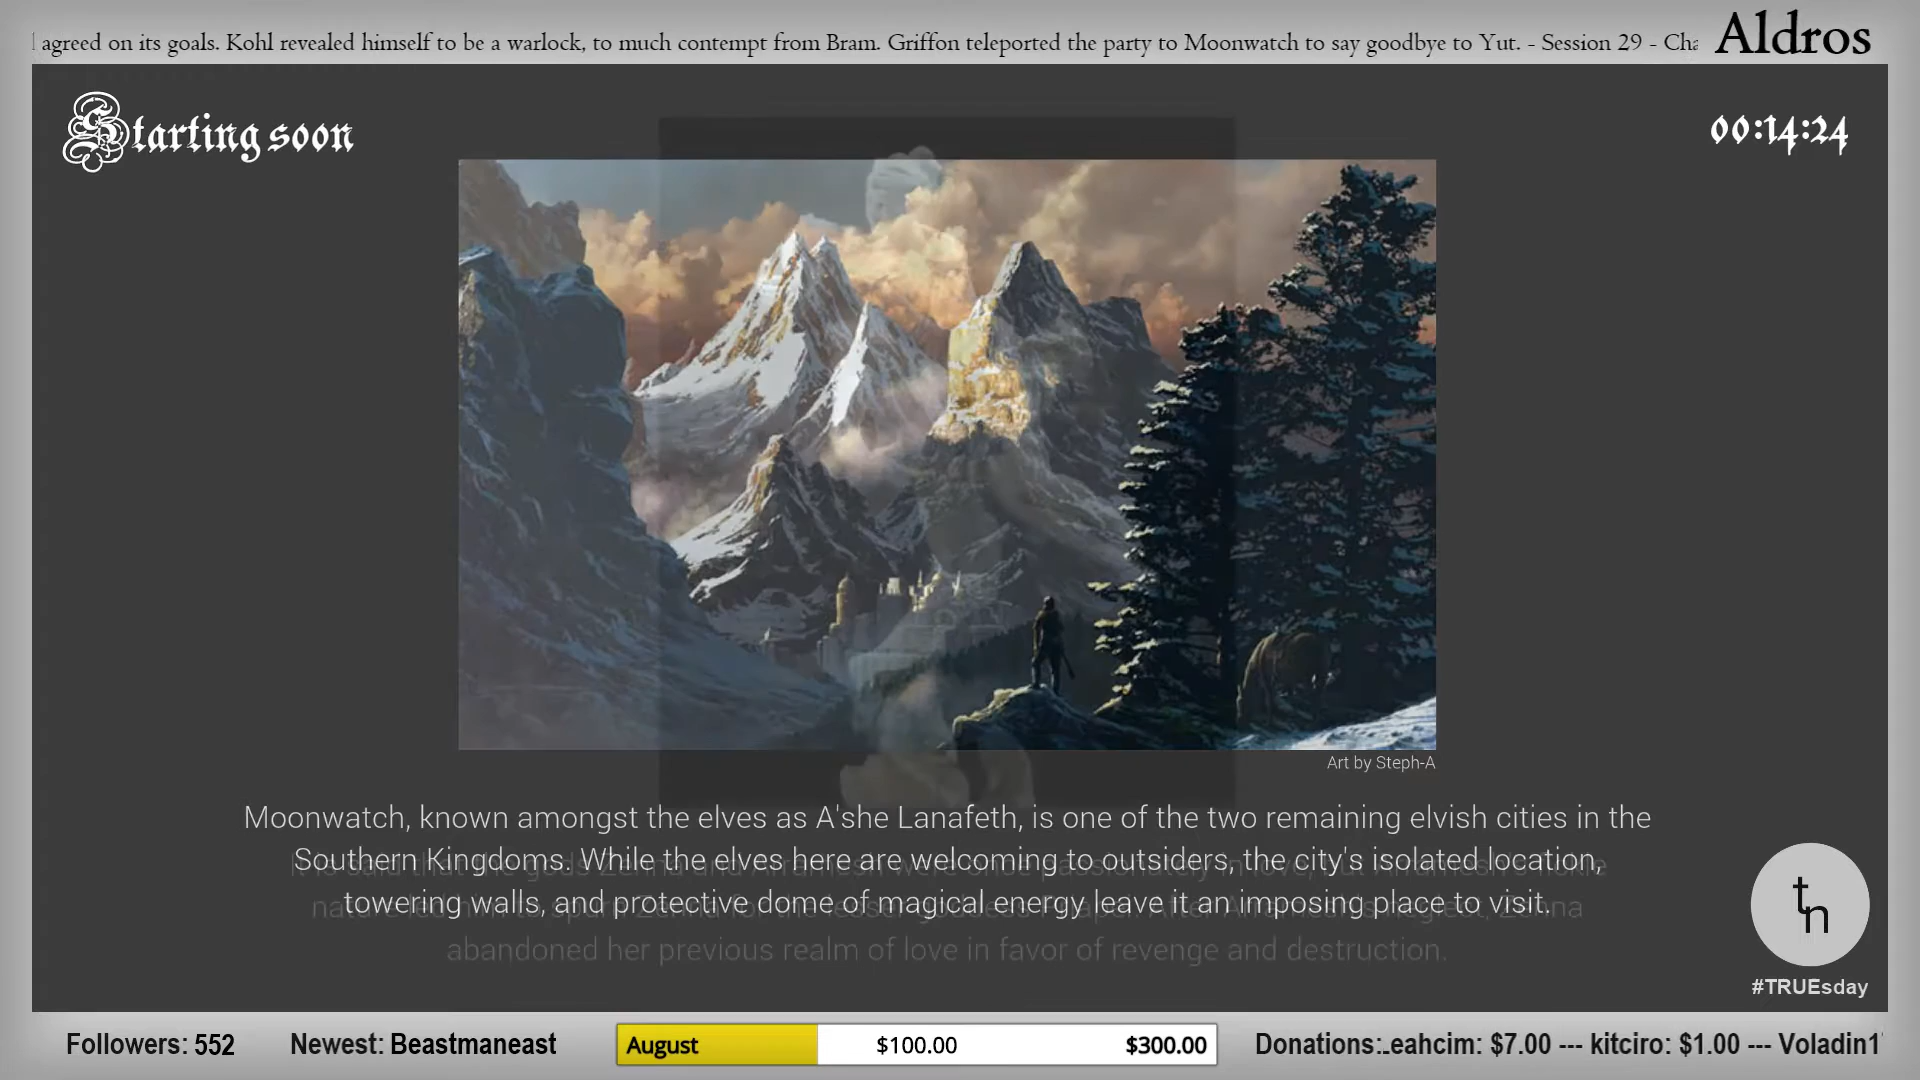 agreed on its goals. Kohl revealed himself to be a warlock, to much contempt from Bram. Griffon teleported the party to Moonwatch to say goodbye to Yut. - Session 29 - Cha
Aldros
Starting soon
00:14:24
Art by Steph-A
Moonwatch, known amongst the elves as A'she Lanafeth, is one of the two remaining elvish cities in the
Southern Kingdoms. While the elves here are welcoming to outsiders, the city's isolated location,
towering walls, and protective dome of magical energy leave it an imposing place to visit.
abandoned her previous realm of love in favor of revenge and destruction.
tn
#TRUEsday
Followers: 552
Newest: Beastmaneast
August
$100.00
$300.00
Donations: eahcim: $7.00 --- kitciro: $1.00 --- Voladin1